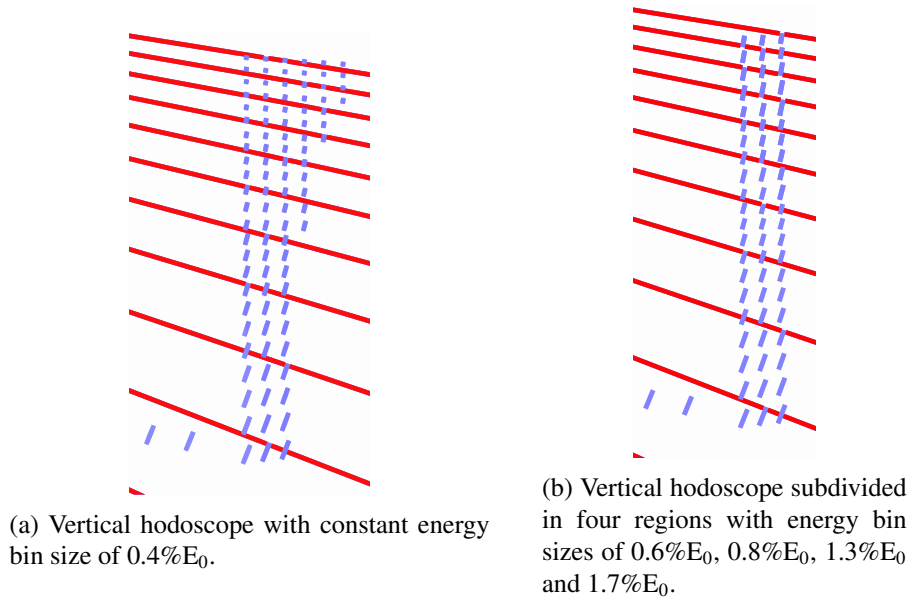 (a) Vertical hodoscope with constant energy
bin size of 0.4%E₀.
(b) Vertical hodoscope subdivided
in four regions with energy bin
sizes of 0.6%E₀, 0.8%E₀, 1.3%E₀
and 1.7%E₀.